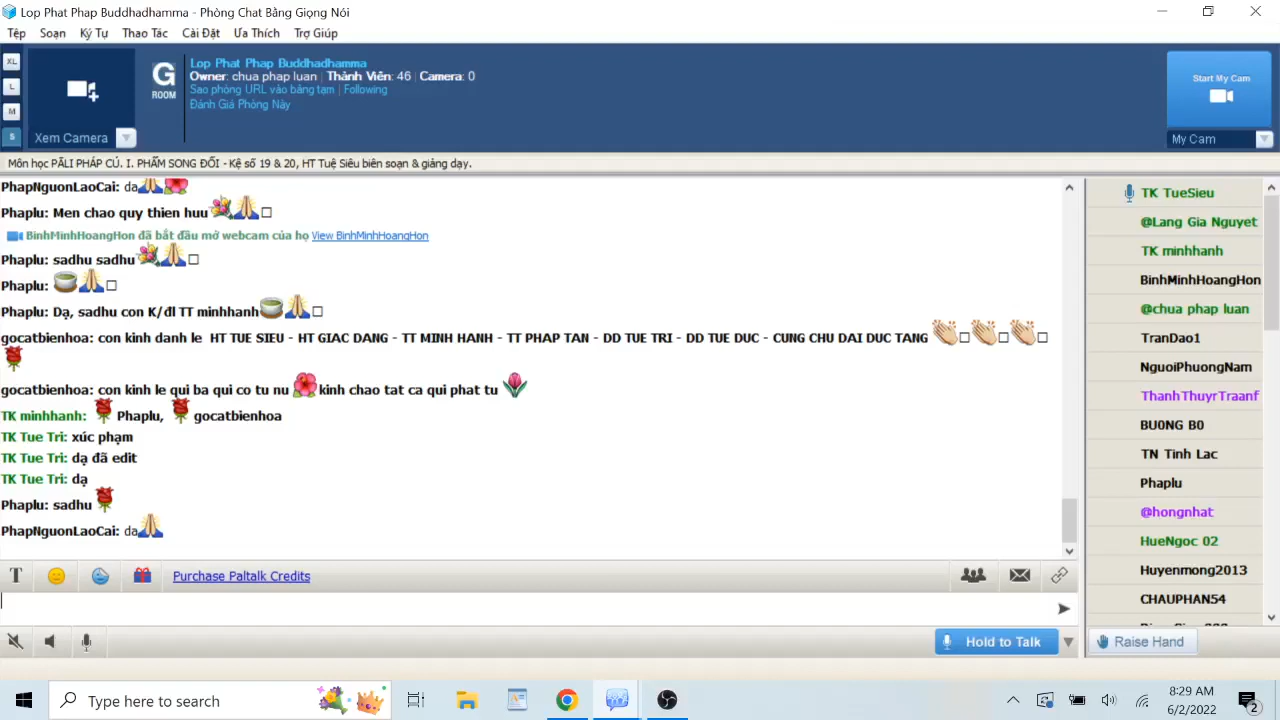 Lop Phat Phap Buddhadhamma - Phòng Chat Bằng Giọng Nói
Tệp Soạn Ký Tự Thao Tác Cài Đặt Ưa Thích Trợ Giúp
XL
L
M
S
Xem Camera
G
ROOM
Lop Phat Phap Buddhadhamma
Owner: chua phap luan | Thành Viên: 46 | Camera: 0
Sao phòng URL vào bảng tạm | Following
Đánh Giá Phòng Này
Start My Cam
My Cam
Môn học PĀLI PHÁP CÚ. I. PHẨM SONG ĐỐI - Kệ số 19 & 20, HT Tuệ Siêu biên soạn & giảng dạy.
PhapNguonLaoCai: da
Phaplu: Men chao quy thien huu
BinhMinhHoangHon đã bắt đầu mở webcam của họ View BinhMinhHoangHon
Phaplu: sadhu sadhu
Phaplu:
Phaplu: Dạ, sadhu con K/đl TT minhhanh
gocatbienhoa: con kinh danh le HT TUE SIEU - HT GIAC DANG - TT MINH HANH - TT PHAP TAN - DD TUE TRI - DD TUE DUC - CUNG CHU DAI DUC TANG
gocatbienhoa: con kinh le qui ba qui co tu nu kinh chao tat ca qui phat tu
TK minhhanh: Phaplu, gocatbienhoa
TK Tue Tri: xúc phạm
TK Tue Tri: dạ đã edit
TK Tue Tri: dạ
Phaplu: sadhu
PhapNguonLaoCai: da
TK TueSieu
@Lang Gia Nguyet
TK minhhanh
BinhMinhHoangHon
@chua phap luan
TranDao1
NguoiPhuongNam
ThanhThuyrTraanf
BU0NG B0
TN Tinh Lac
Phaplu
@hongnhat
HueNgoc 02
Huyenmong2013
CHAUPHAN54
T
Purchase Paltalk Credits
Hold to Talk
Raise Hand
Type here to search
8:29 AM
6/2/2022
2